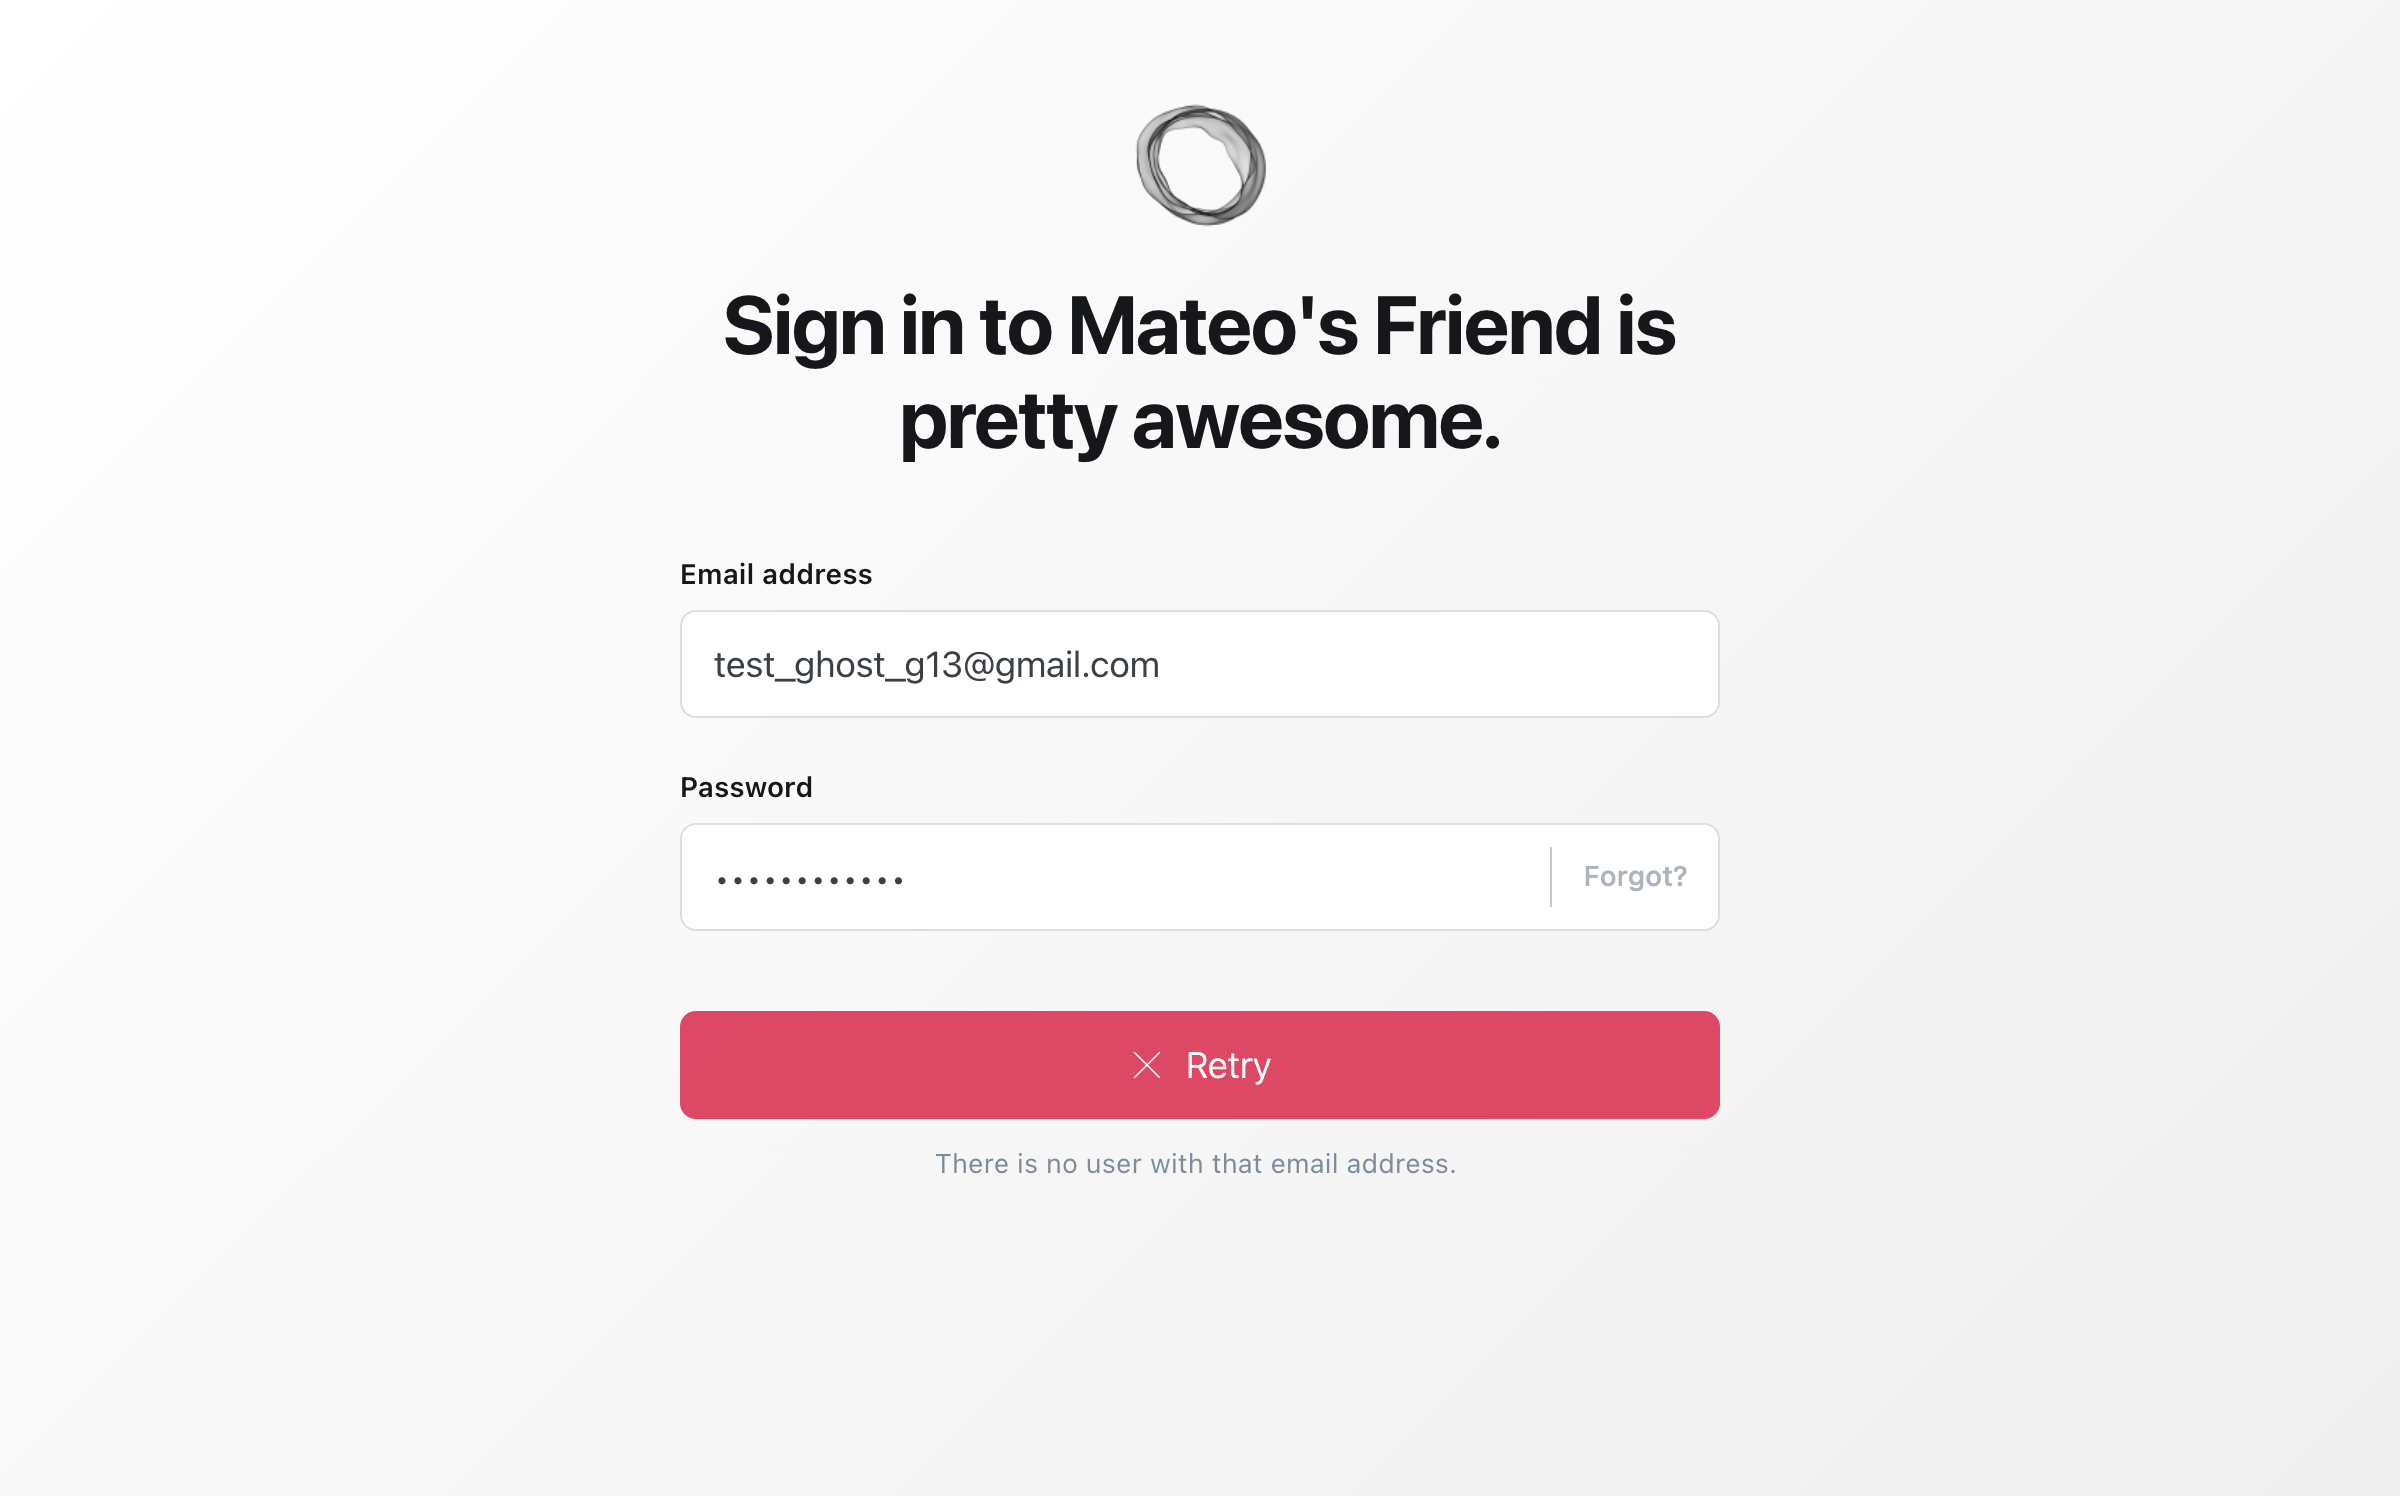 Sign in to Mateo's Friend is
pretty awesome.
Email address
test_ghost_g13@gmail.com
Password
••••••••••••
Forgot?
Retry
There is no user with that email address.